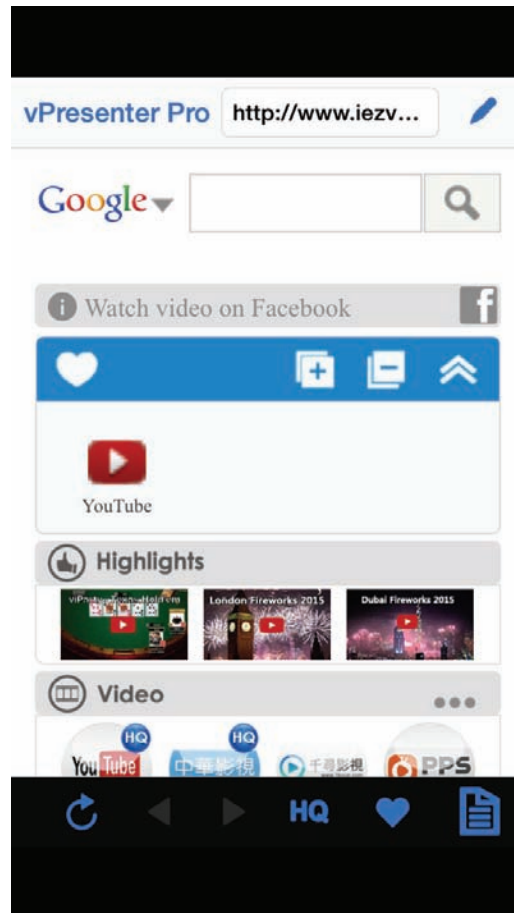 vPresenter Pro http://www.iezv...
Google
Watch video on Facebook
YouTube
Highlights
London Fireworks 2015
Dubai Fireworks 2015
Video
HQ HQ
YouTube 中華影視 千尋影視 PPS
HQ